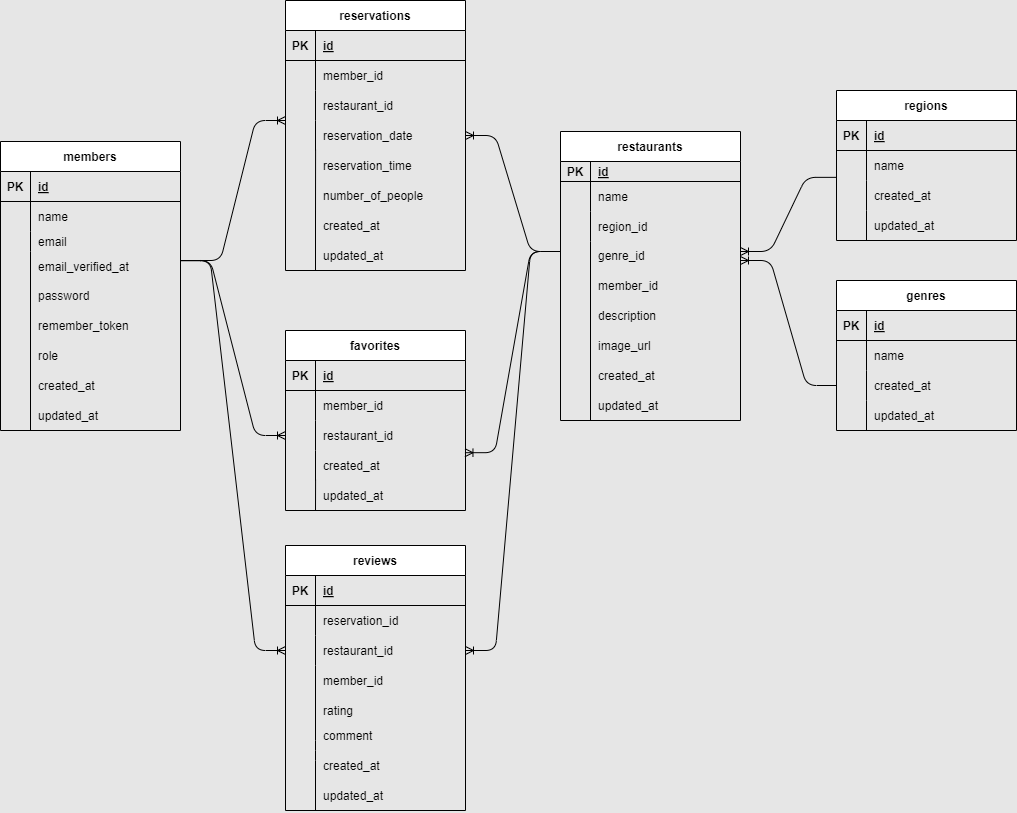 members
PK id
name
email
email_verified_at
password
remember_token
role
created_at
updated_at
reservations
PK id
member_id
restaurant_id
reservation_date
reservation_time
number_of_people
created_at
updated_at
favorites
PK id
member_id
restaurant_id
created_at
updated_at
reviews
PK id
reservation_id
restaurant_id
member_id
rating
comment
created_at
updated_at
restaurants
PK id
name
region_id
genre_id
member_id
description
image_url
created_at
updated_at
regions
PK id
name
created_at
updated_at
genres
PK id
name
created_at
updated_at